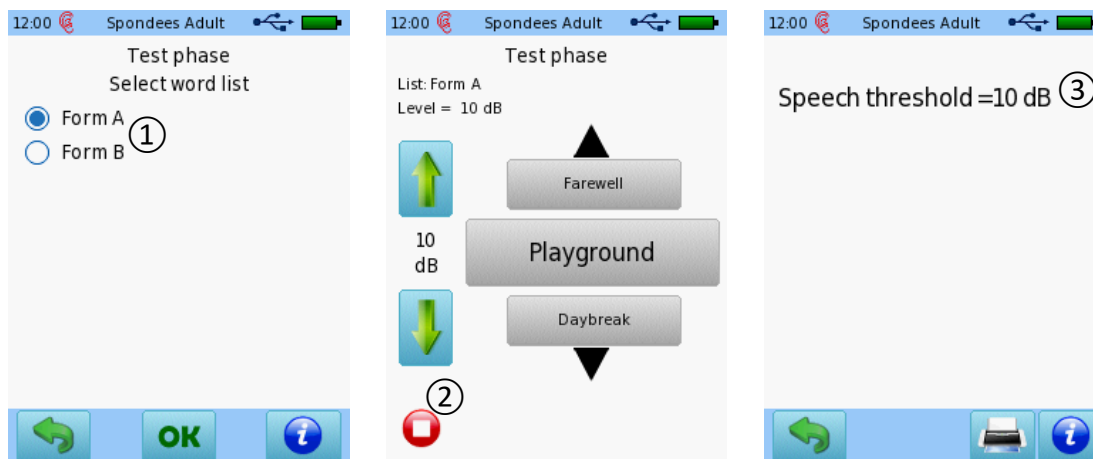 12:00 Spondees Adult
Test phase
Select word list
Form A
①
Form B
OK
i
12:00 Spondees Adult
Test phase
List: Form A
Level = 10 dB
Farewell
10
dB
Playground
Daybreak
②
12:00 Spondees Adult
Speech threshold =10 dB ③
i